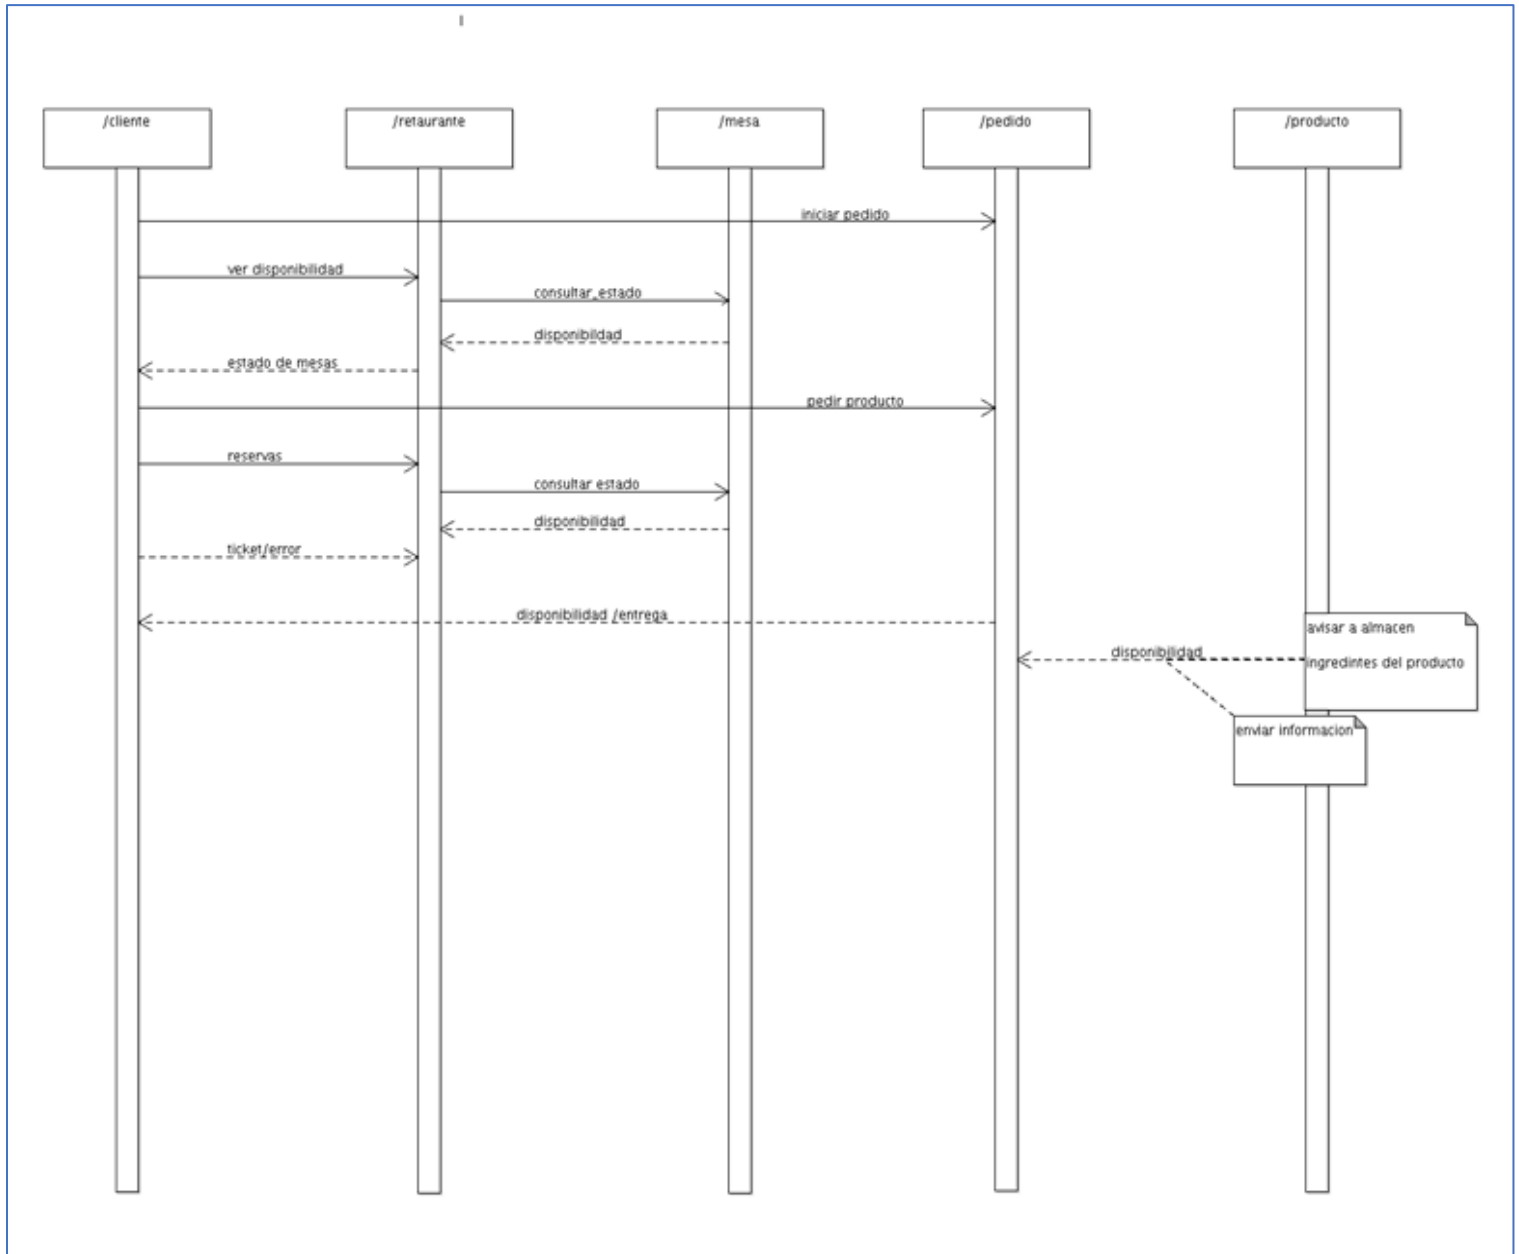 /cliente
/retaurante
/mesa
/pedido
/producto
iniciar pedido
ver disponibilidad
consultar_estado
disponibildad
estado de mesas
pedir producto
reservas
consultar estado
disponibilidad
ticket/error
disponibilidad /entrega
avisar a almacen
disponibilidad
ingredintes del producto
enviar informacion